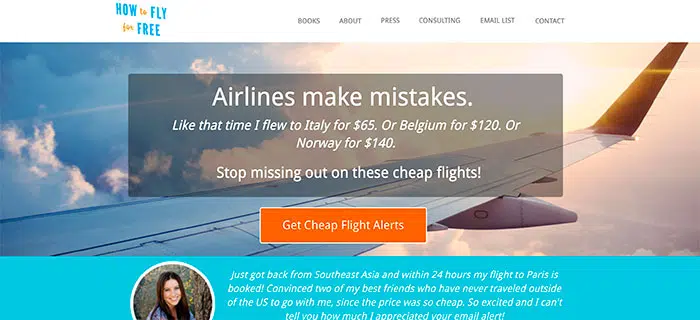 HOW to FLY
for FREE
BOOKS ABOUT PRESS CONSULTING EMAIL LIST CONTACT
Airlines make mistakes.
Like that time I flew to Italy for $65. Or Belgium for $120. Or
Norway for $140.
Stop missing out on these cheap flights!
Get Cheap Flight Alerts
Just got back from Southeast Asia and within 24 hours my flight to Paris is
booked! Convinced two of my best friends who have never traveled outside
of the US to go with me, since the price was so cheap. So excited and I can't
tell you how much I appreciated your email alert!